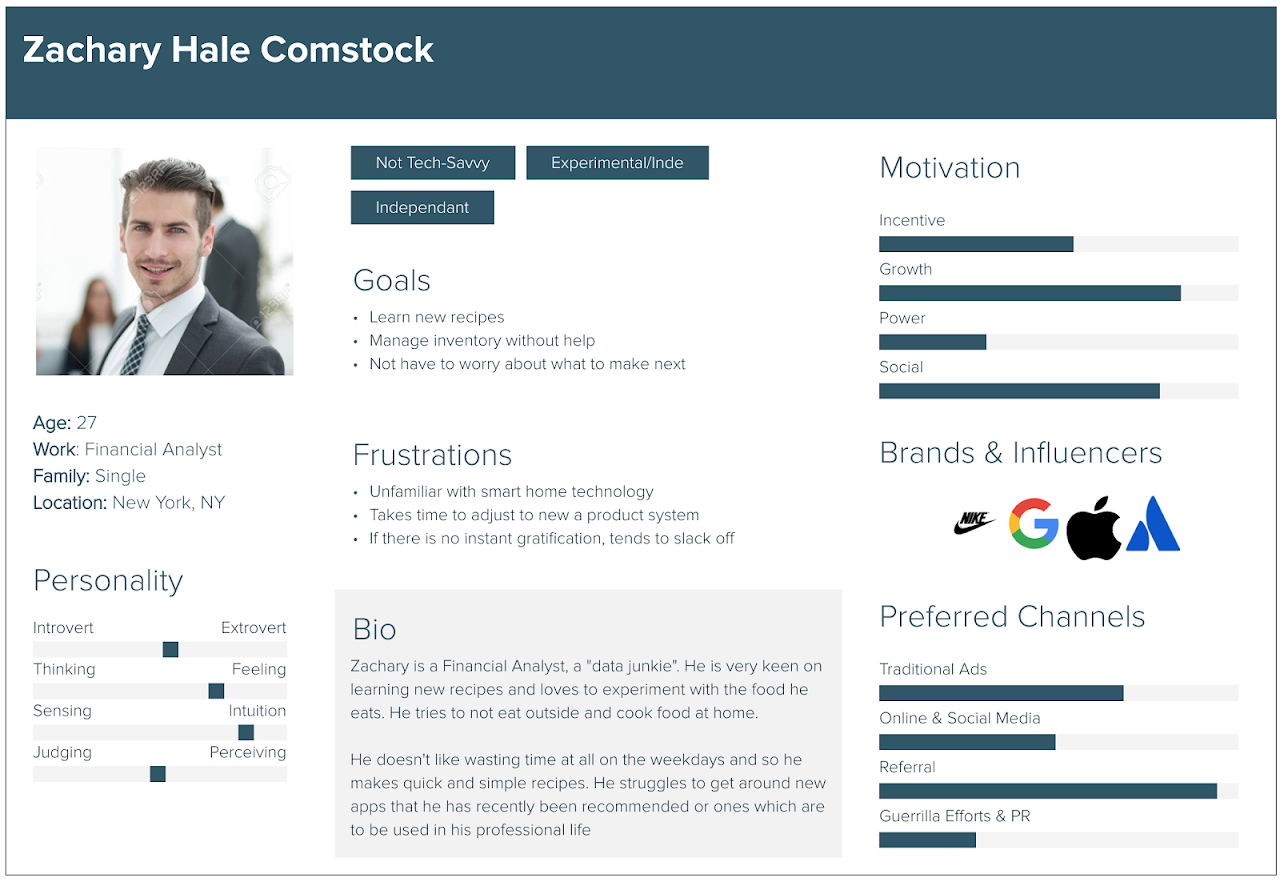 Zachary Hale Comstock
Age: 27
Work: Financial Analyst
Family: Single
Location: New York, NY
Personality
Introvert Extrovert
Thinking Feeling
Sensing Intuition
Judging Perceiving
Not Tech-Savvy Experimental/Inde
Independant
Goals
• Learn new recipes
• Manage inventory without help
• Not have to worry about what to make next
Frustrations
• Unfamiliar with smart home technology
• Takes time to adjust to new a product system
• If there is no instant gratification, tends to slack off
Bio
Zachary is a Financial Analyst, a "data junkie". He is very keen on
learning new recipes and loves to experiment with the food he
eats. He tries to not eat outside and cook food at home.
He doesn't like wasting time at all on the weekdays and so he
makes quick and simple recipes. He struggles to get around new
apps that he has recently been recommended or ones which are
to be used in his professional life
Motivation
Incentive
Growth
Power
Social
Brands & Influencers
NIKE
Preferred Channels
Traditional Ads
Online & Social Media
Referral
Guerrilla Efforts & PR